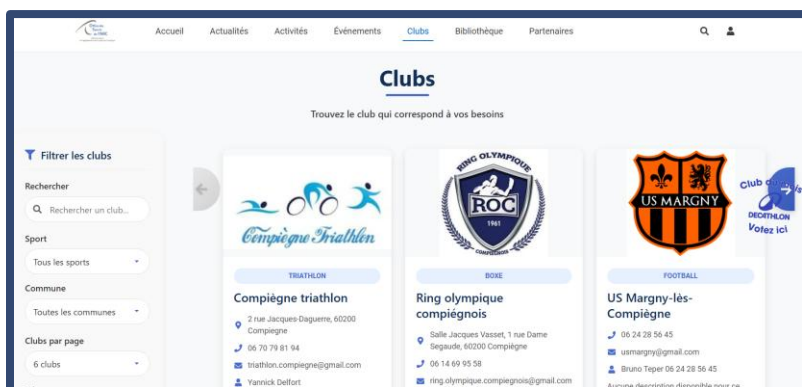 Accueil
Actualités
Activités
Événements
Clubs
Bibliothèque
Partenaires
Clubs
Trouvez le club qui correspond à vos besoins
Filtrer les clubs
Rechercher
Rechercher un club...
Sport
Tous les sports
Commune
Toutes les communes
Clubs par page
6 clubs
Compiègne Triathlon
TRIATHLON
Compiègne triathlon
2 rue Jacques-Daguerre, 60200
Compiegne
06 70 79 81 94
triathlon.compiegne@gmail.com
Yannick Delfort
RING OLYMPIQUE
ROC
1961
COMPIEGNOIS
BOXE
Ring olympique
compiégnois
Salle Jacques Vasset, 1 rue Dame
Segaude, 60200 Compiègne
06 14 69 95 58
ring.olympique.compiegnois@gmail.com
US MARGNY
FOOTBALL
US Margny-lès-
Compiègne
06 24 28 56 45
usmargny@gmail.com
Bruno Teper 06 24 28 56 45
Aucune description disponible pour ce
Club du
DECATHLON
Votez ici